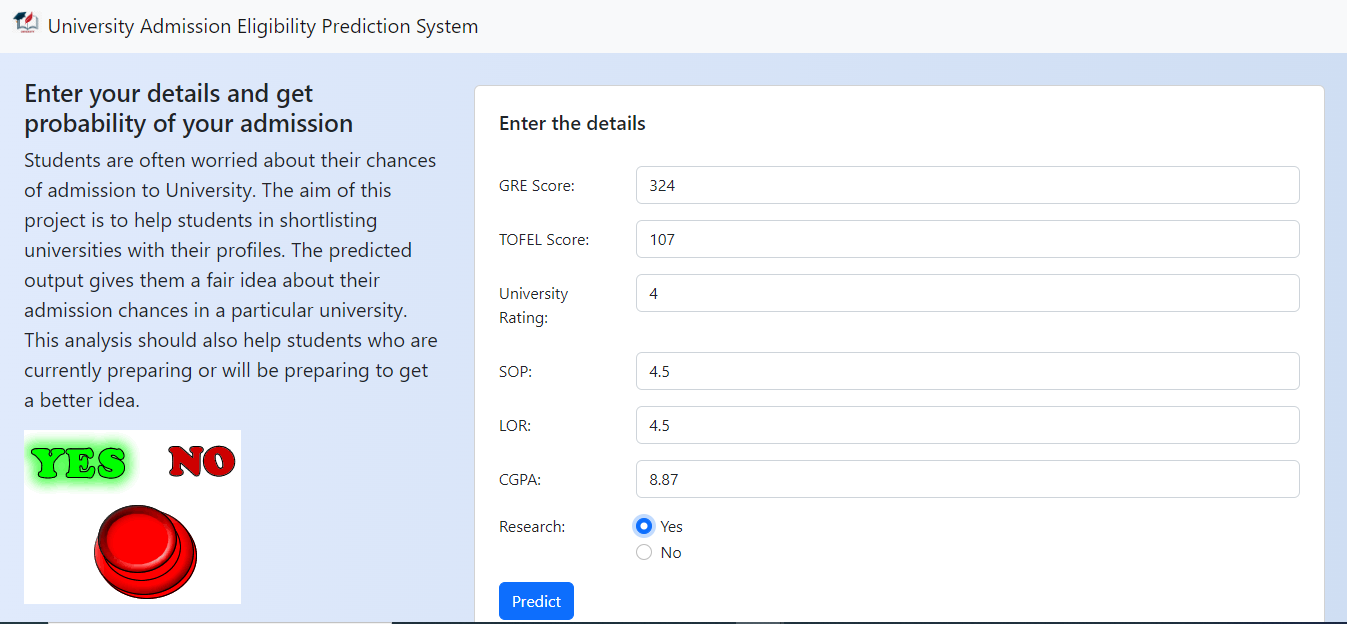 University Admission Eligibility Prediction System
Enter your details and get
probability of your admission
Students are often worried about their chances
of admission to University. The aim of this
project is to help students in shortlisting
universities with their profiles. The predicted
output gives them a fair idea about their
admission chances in a particular university.
This analysis should also help students who are
currently preparing or will be preparing to get
a better idea.
YES NO
Enter the details
GRE Score: 324
TOFEL Score: 107
University
Rating:
4
SOP: 4.5
LOR: 4.5
CGPA: 8.87
Research: Yes
No
Predict